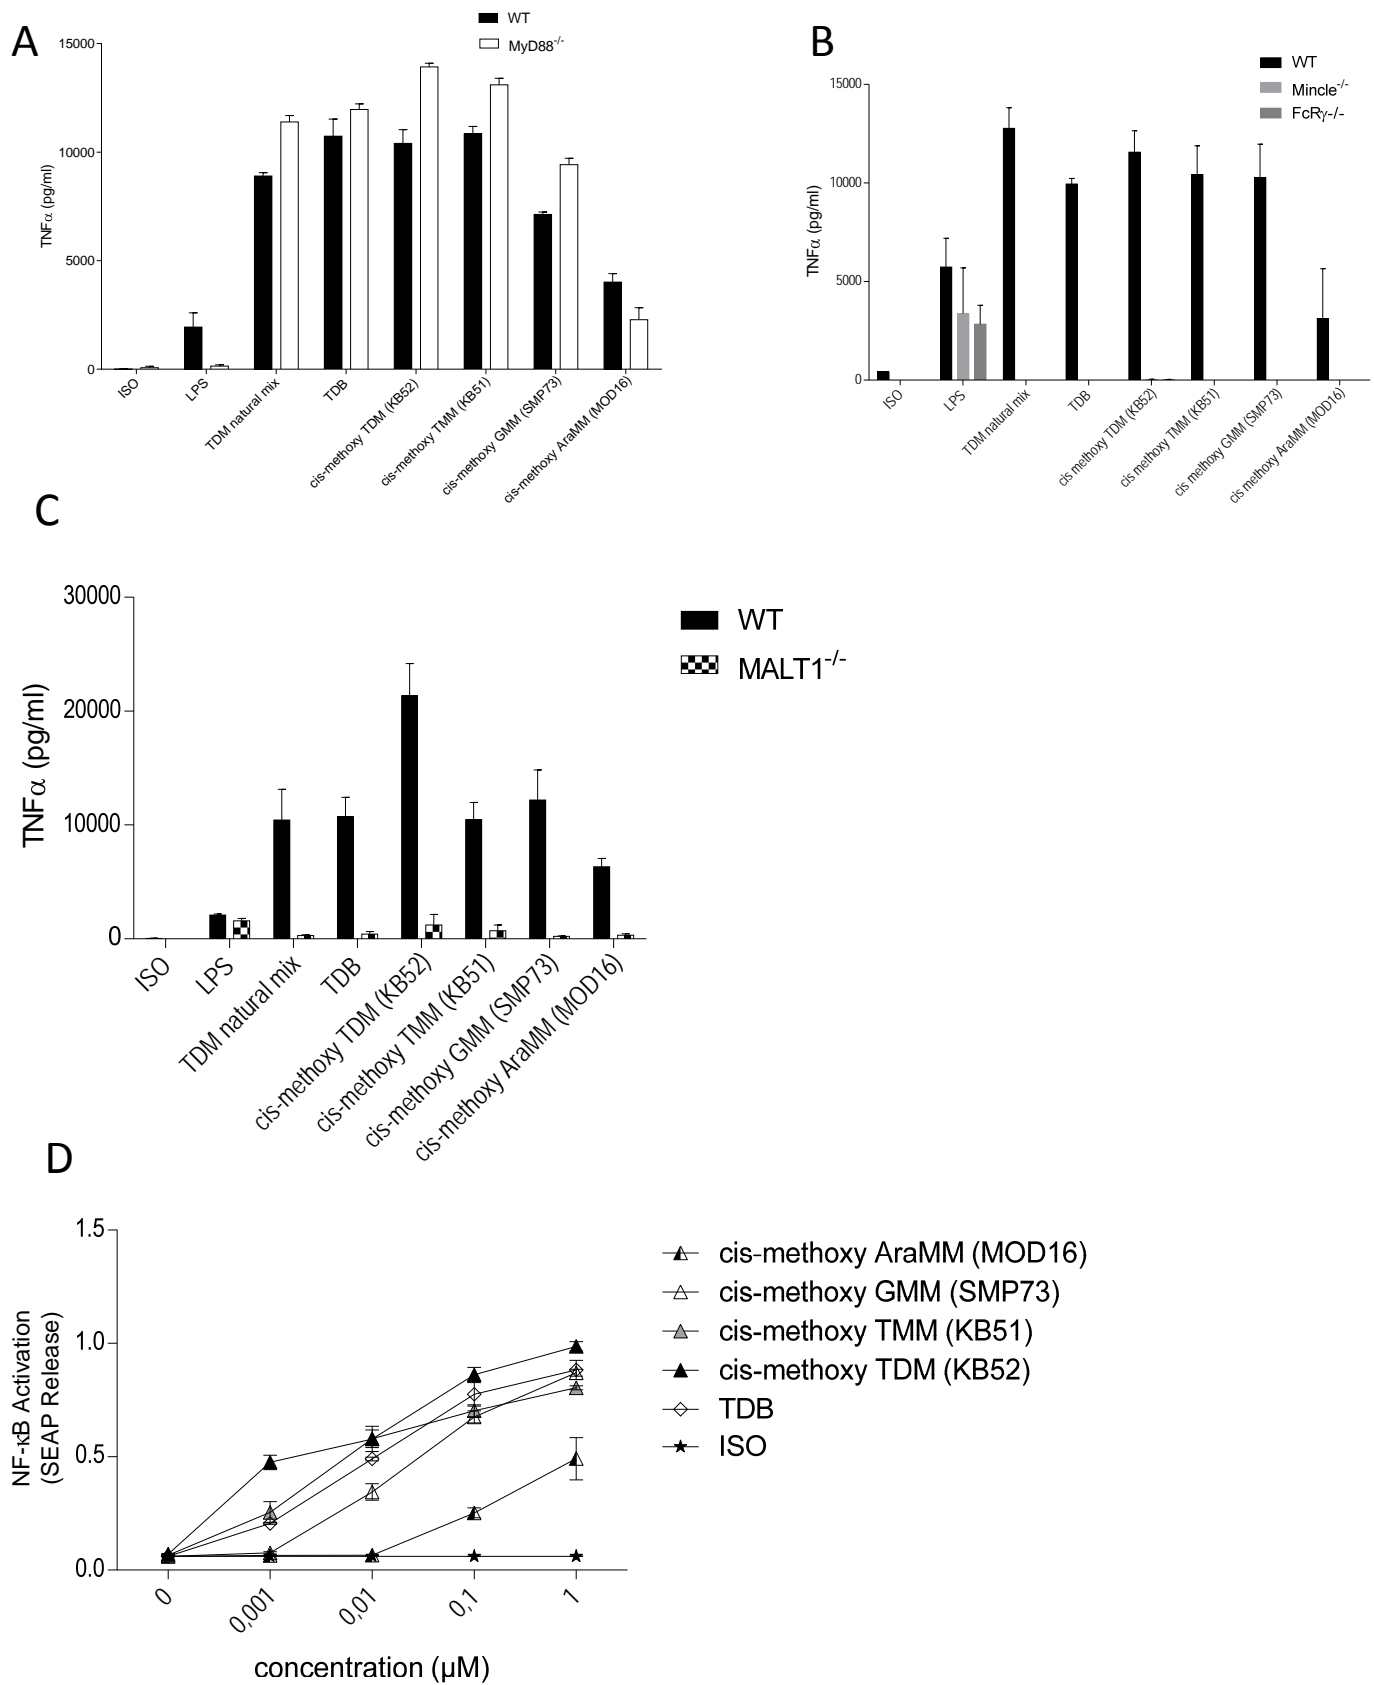 A
WT
MyD88-/-
15000
10000
5000
0
TNFα (pg/ml)
ISO
LPS
TDM natural mix
TDB
cis-methoxy TDM (KB52)
cis-methoxy TMM (KB51)
cis-methoxy GMM (SMP73)
cis-methoxy AraMM (MOD16)
B
WT
Mincle-/-
FcRγ-/-
15000
10000
5000
0
TNFα (pg/ml)
ISO
LPS
TDM natural mix
TDB
cis methoxy TDM (KB52)
cis methoxy TMM (KB51)
cis methoxy GMM (SMP73)
cis methoxy AraMM (MOD16)
C
WT
MALT1-/-
30000
20000
10000
0
TNFα (pg/ml)
ISO
LPS
TDM natural mix
TDB
cis-methoxy TDM (KB52)
cis-methoxy TMM (KB51)
cis-methoxy GMM (SMP73)
cis-methoxy AraMM (MOD16)
D
1.5
1.0
0.5
0.0
NF-κB Activation
(SEAP Release)
cis-methoxy AraMM (MOD16)
cis-methoxy GMM (SMP73)
cis-methoxy TMM (KB51)
cis-methoxy TDM (KB52)
TDB
ISO
0
0,001
0,01
0,1
1
concentration (µM)